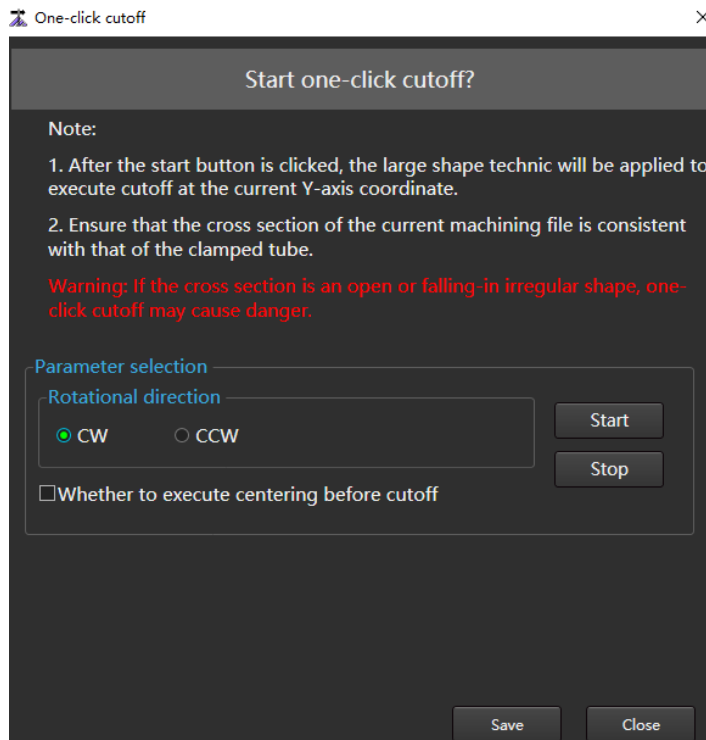 One-click cutoff
Start one-click cutoff?
Note:
1. After the start button is clicked, the large shape technic will be applied to
execute cutoff at the current Y-axis coordinate.
2. Ensure that the cross section of the current machining file is consistent
with that of the clamped tube.
Warning: If the cross section is an open or falling-in irregular shape, one-
click cutoff may cause danger.
Parameter selection
Rotational direction
CW
CCW
Start
Stop
Whether to execute centering before cutoff
Save
Close